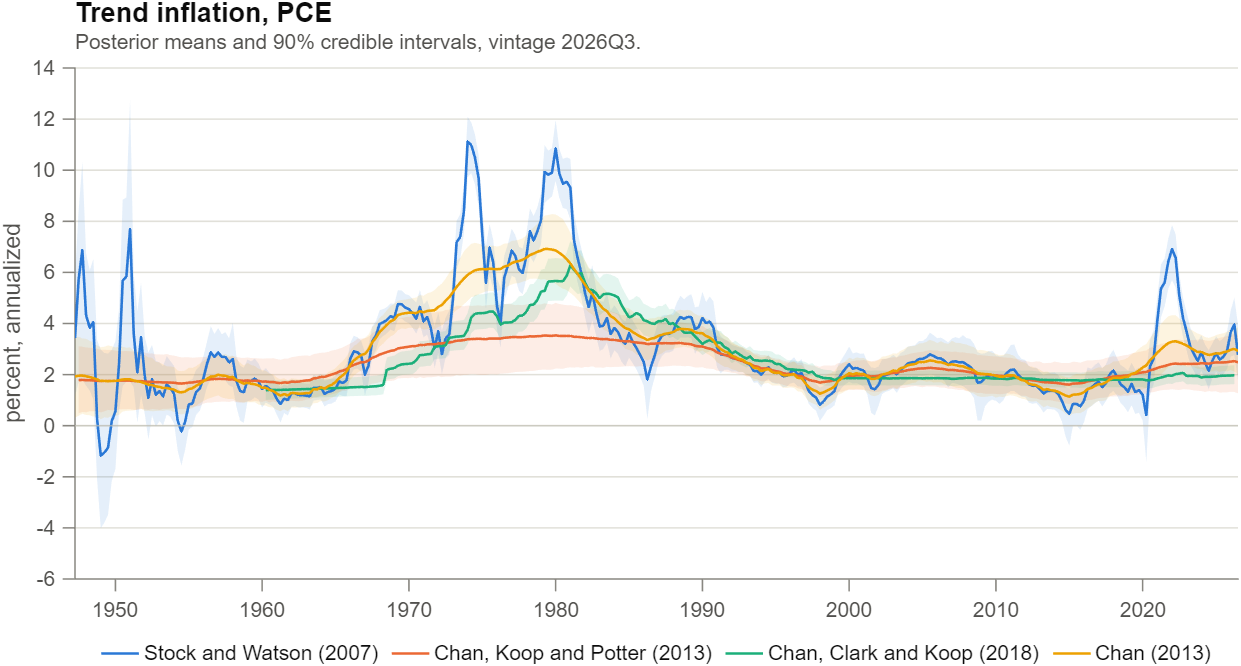 Trend inflation, PCE
Posterior means and 90% credible intervals, vintage 2026Q3.
percent, annualized
14
12
10
8
6
4
2
0
-2
-4
-6
1950 1960 1970 1980 1990 2000 2010 2020
Stock and Watson (2007) Chan, Koop and Potter (2013) Chan, Clark and Koop (2018) Chan (2013)